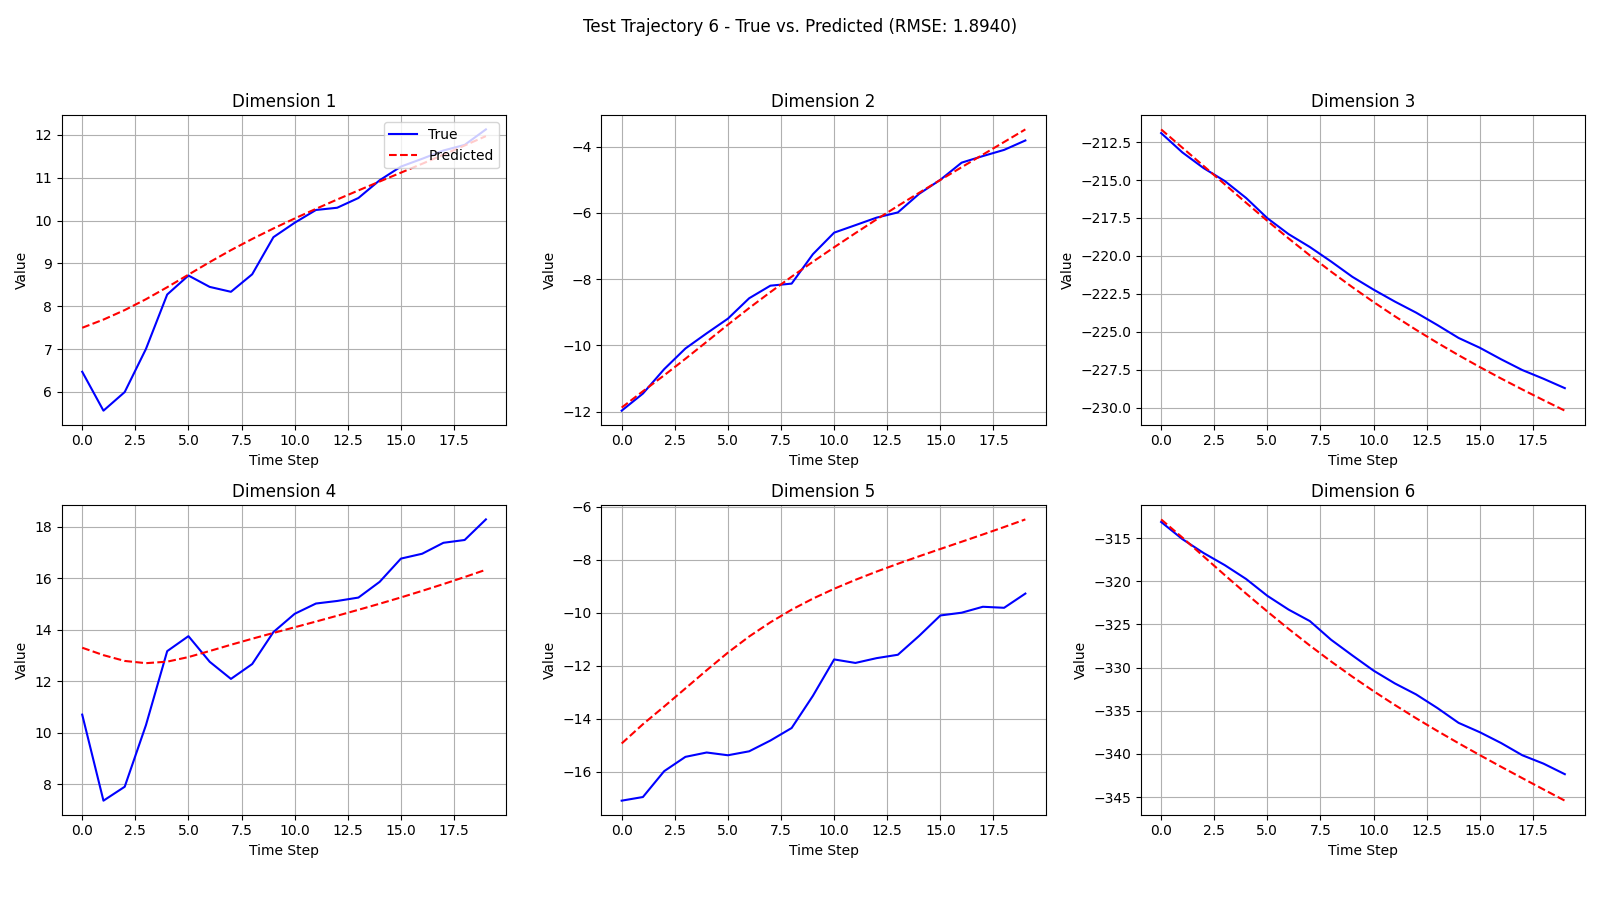 Test Trajectory 6 - True vs. Predicted (RMSE: 1.8940)
Dimension 1
True
Predicted
Value
12
11
10
9
8
7
6
0.0 2.5 5.0 7.5 10.0 12.5 15.0 17.5
Time Step
Dimension 2
Value
−4
−6
−8
−10
−12
0.0 2.5 5.0 7.5 10.0 12.5 15.0 17.5
Time Step
Dimension 3
Value
−212.5
−215.0
−217.5
−220.0
−222.5
−225.0
−227.5
−230.0
0.0 2.5 5.0 7.5 10.0 12.5 15.0 17.5
Time Step
Dimension 4
Value
18
16
14
12
10
8
0.0 2.5 5.0 7.5 10.0 12.5 15.0 17.5
Time Step
Dimension 5
Value
−6
−8
−10
−12
−14
−16
0.0 2.5 5.0 7.5 10.0 12.5 15.0 17.5
Time Step
Dimension 6
Value
−315
−320
−325
−330
−335
−340
−345
0.0 2.5 5.0 7.5 10.0 12.5 15.0 17.5
Time Step